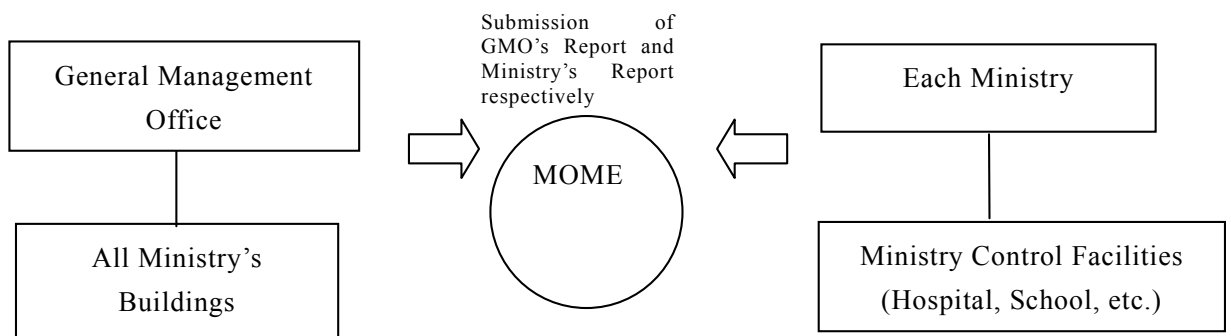 Submission of
GMO’s Report and
Ministry’s Report
respectively
General Management
Office
Each Ministry
MOME
All Ministry’s
Buildings
Ministry Control Facilities
(Hospital, School, etc.)